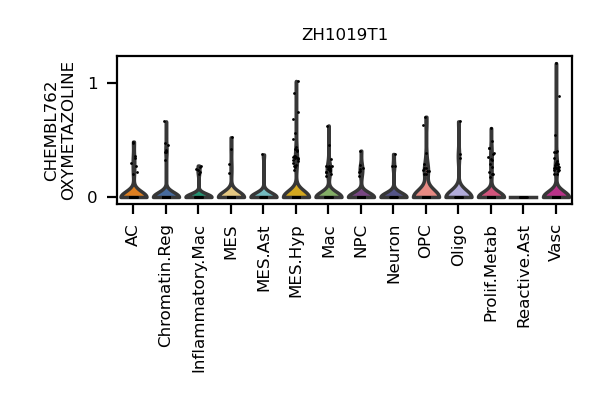 ZH1019T1
CHEMBL762
OXYMETAZOLINE
1
0
AC
Chromatin.Reg
Inflammatory.Mac
MES
MES.Ast
MES.Hyp
Mac
NPC
Neuron
OPC
Oligo
Prolif.Metab
Reactive.Ast
Vasc